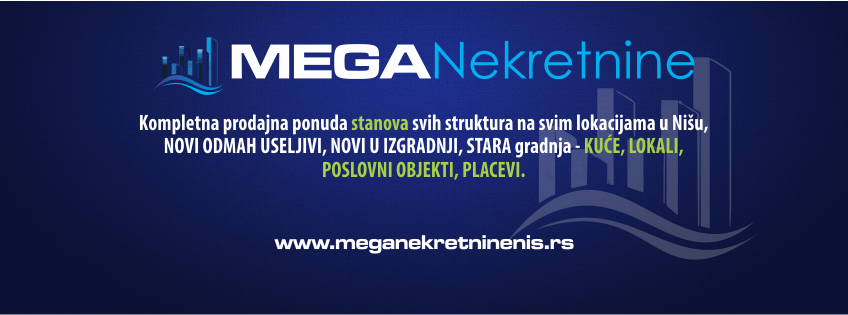 MEGANekretnine
Kompletna prodajna ponuda stanova svih struktura na svim lokacijama u Nišu,
NOVI ODMAH USELJIVI, NOVI U IZGRADNJI, STARA gradnja - KUĆE, LOKALI,
POSLOVNI OBJEKTI, PLACEVI.
www.meganekretninenis.rs